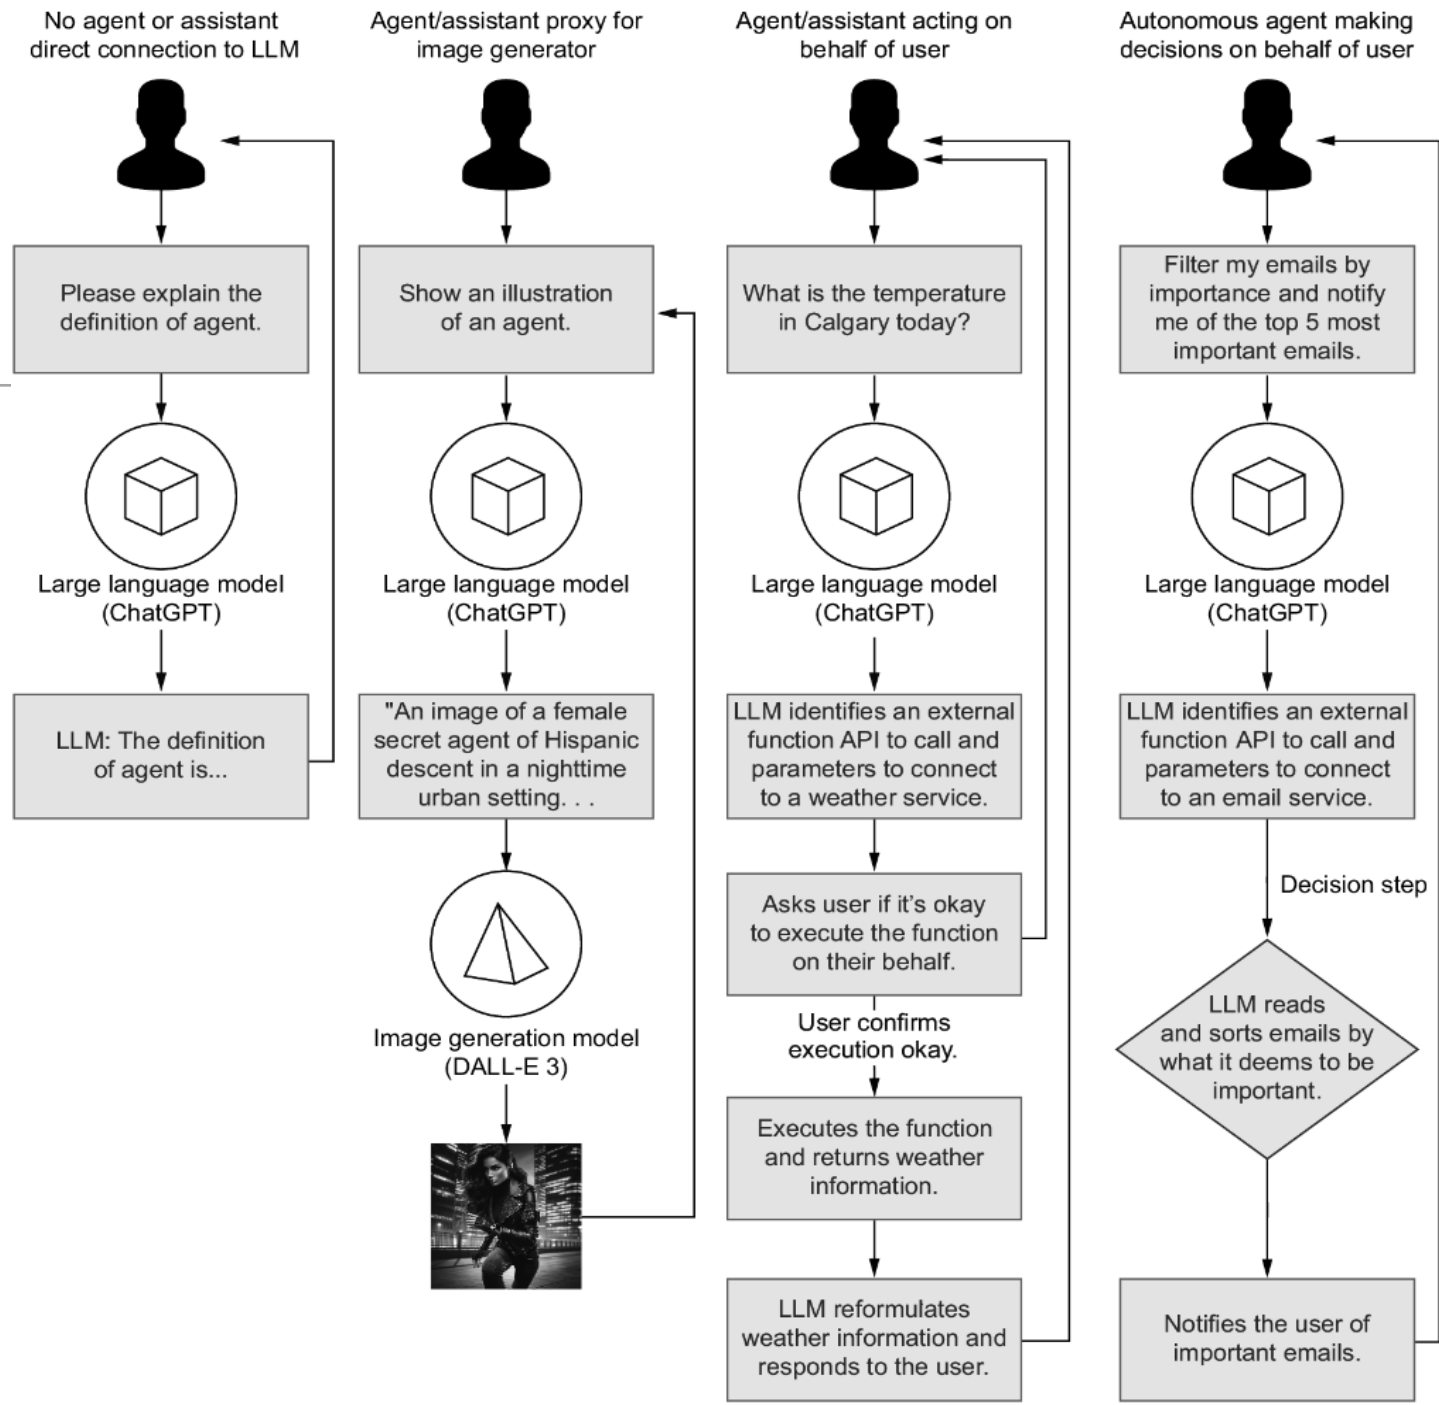 No agent or assistant
direct connection to LLM
Please explain the
definition of agent.
Large language model
(ChatGPT)
LLM: The definition
of agent is...
Agent/assistant proxy for
image generator
Show an illustration
of an agent.
Large language model
(ChatGPT)
"An image of a female
secret agent of Hispanic
descent in a nighttime
urban setting. . .
Image generation model
(DALL-E 3)
Agent/assistant acting on
behalf of user
What is the temperature
in Calgary today?
Large language model
(ChatGPT)
LLM identifies an external
function API to call and
parameters to connect
to a weather service.
Asks user if it’s okay
to execute the function
on their behalf.
User confirms
execution okay.
Executes the function
and returns weather
information.
LLM reformulates
weather information and
responds to the user.
Autonomous agent making
decisions on behalf of user
Filter my emails by
importance and notify
me of the top 5 most
important emails.
Large language model
(ChatGPT)
LLM identifies an external
function API to call and
parameters to connect
to an email service.
Decision step
LLM reads
and sorts emails by
what it deems to be
important.
Notifies the user of
important emails.